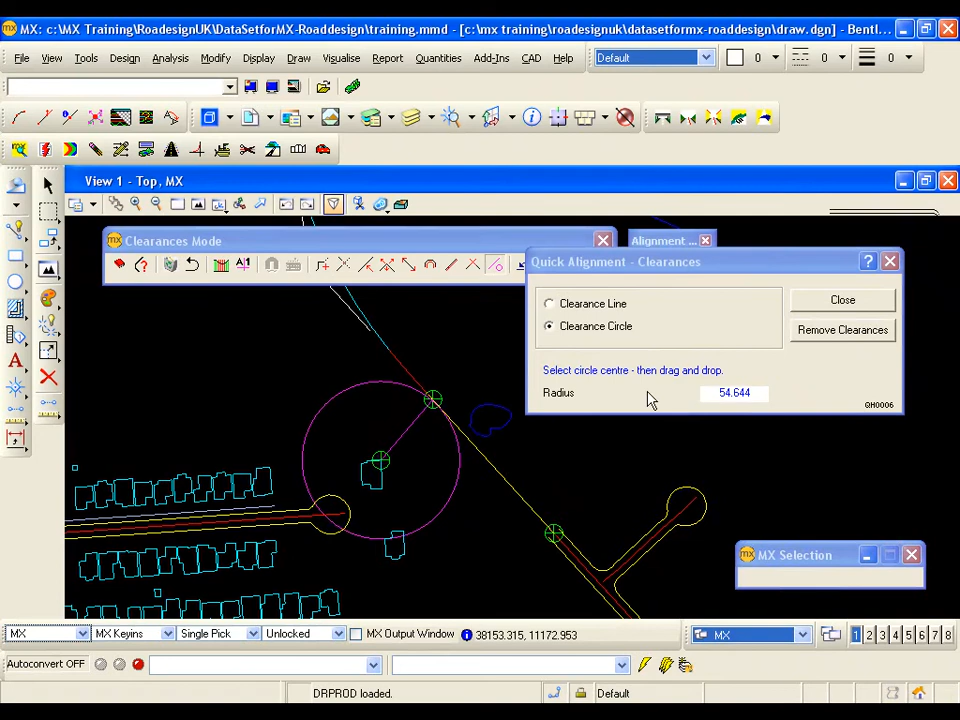 MX: c:\MX Training\RoadesignUK\DataSetforMX-Roaddesign\training.mmd - [c:\mx training\roadesignuk\datasetformx-roaddesign\draw.dgn] - Bentl...
File View Tools Design Analysis Modify Display Draw Visualise Report Quantities Add-Ins CAD Help Default 0 0 0
View 1 - Top, MX
Clearances Mode
Alignment ...
Quick Alignment - Clearances
Clearance Line
Close
Clearance Circle
Remove Clearances
Select circle centre - then drag and drop.
Radius 54.644
QH0006
MX Selection
MX MX Keyins Single Pick Unlocked MX Output Window 38153.315, 11172.953 MX 1 2 3 4 5 6 7 8
Autoconvert OFF
DRPROD loaded. Default